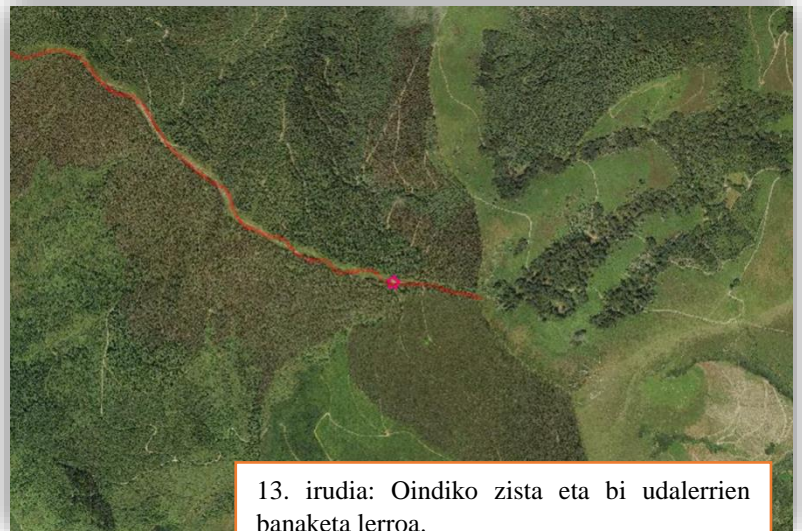 13. irudia: Oindiko zista eta bi udalerrien
banaketa lerroa.